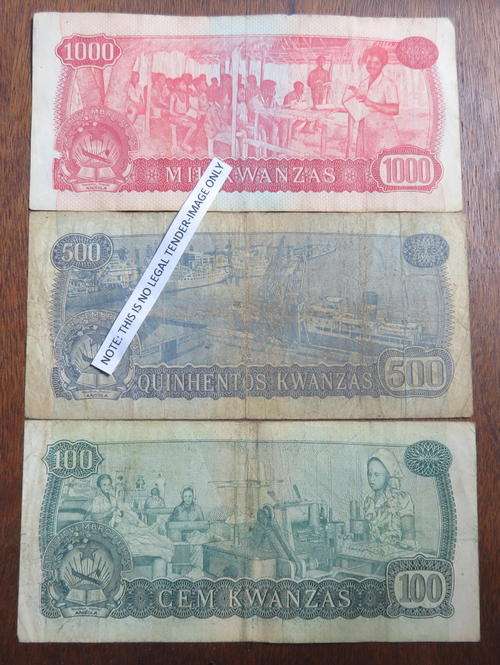 1000
MIL KWANZAS
1000
ANGOLA
NOTE: THIS IS NO LEGAL TENDER-IMAGE ONLY
500
QUINHENTOS KWANZAS
500
ANGOLA
100
CEM KWANZAS
100
ANGOLA